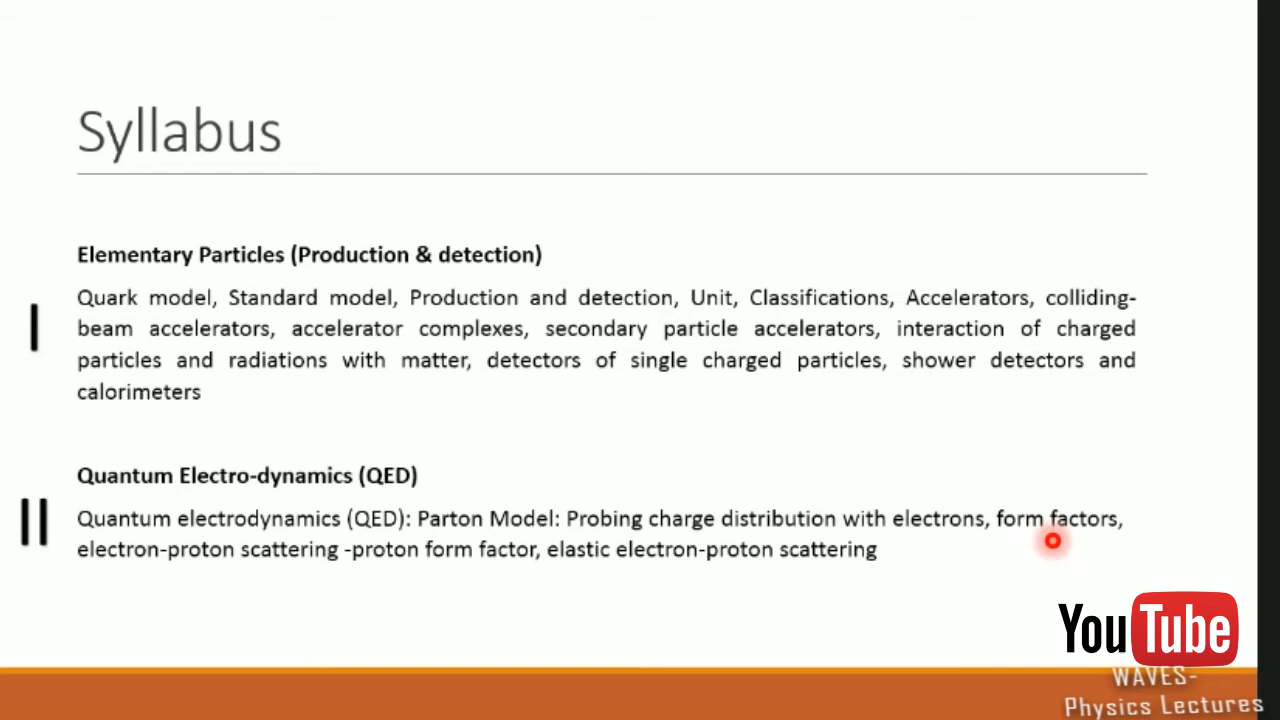 Syllabus
Elementary Particles (Production & detection)
I
Quark model, Standard model, Production and detection, Unit, Classifications, Accelerators, colliding-
beam accelerators, accelerator complexes, secondary particle accelerators, interaction of charged
particles and radiations with matter, detectors of single charged particles, shower detectors and
calorimeters
Quantum Electro-dynamics (QED)
II
Quantum electrodynamics (QED): Parton Model: Probing charge distribution with electrons, form factors,
electron-proton scattering -proton form factor, elastic electron-proton scattering
YouTube
WAVES-
Physics Lectures